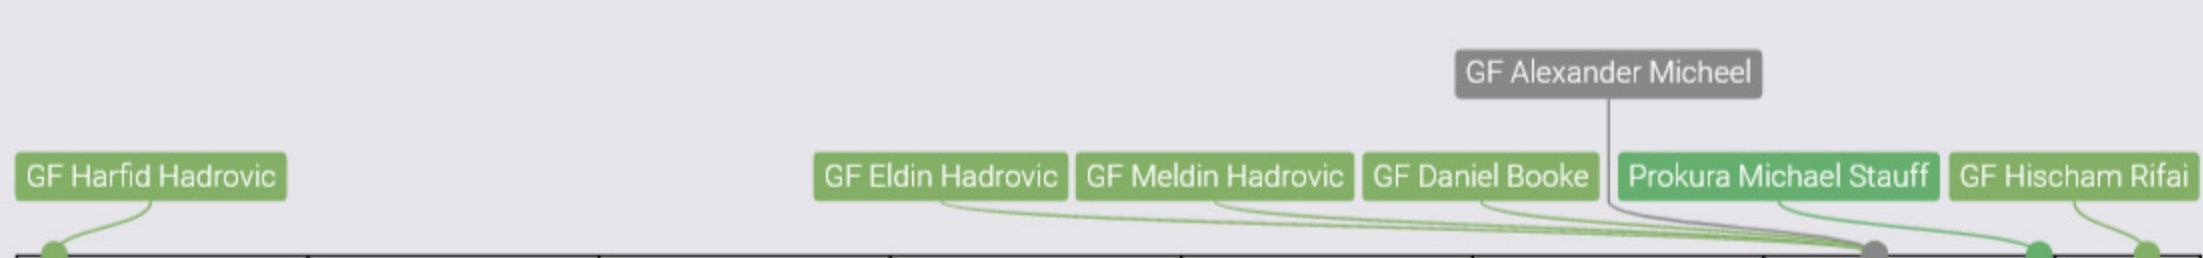 GF Alexander Micheel
GF Harfid Hadrovic
GF Eldin Hadrovic
GF Meldin Hadrovic
GF Daniel Booke
Prokura Michael Stauff
GF Hischam Rifai